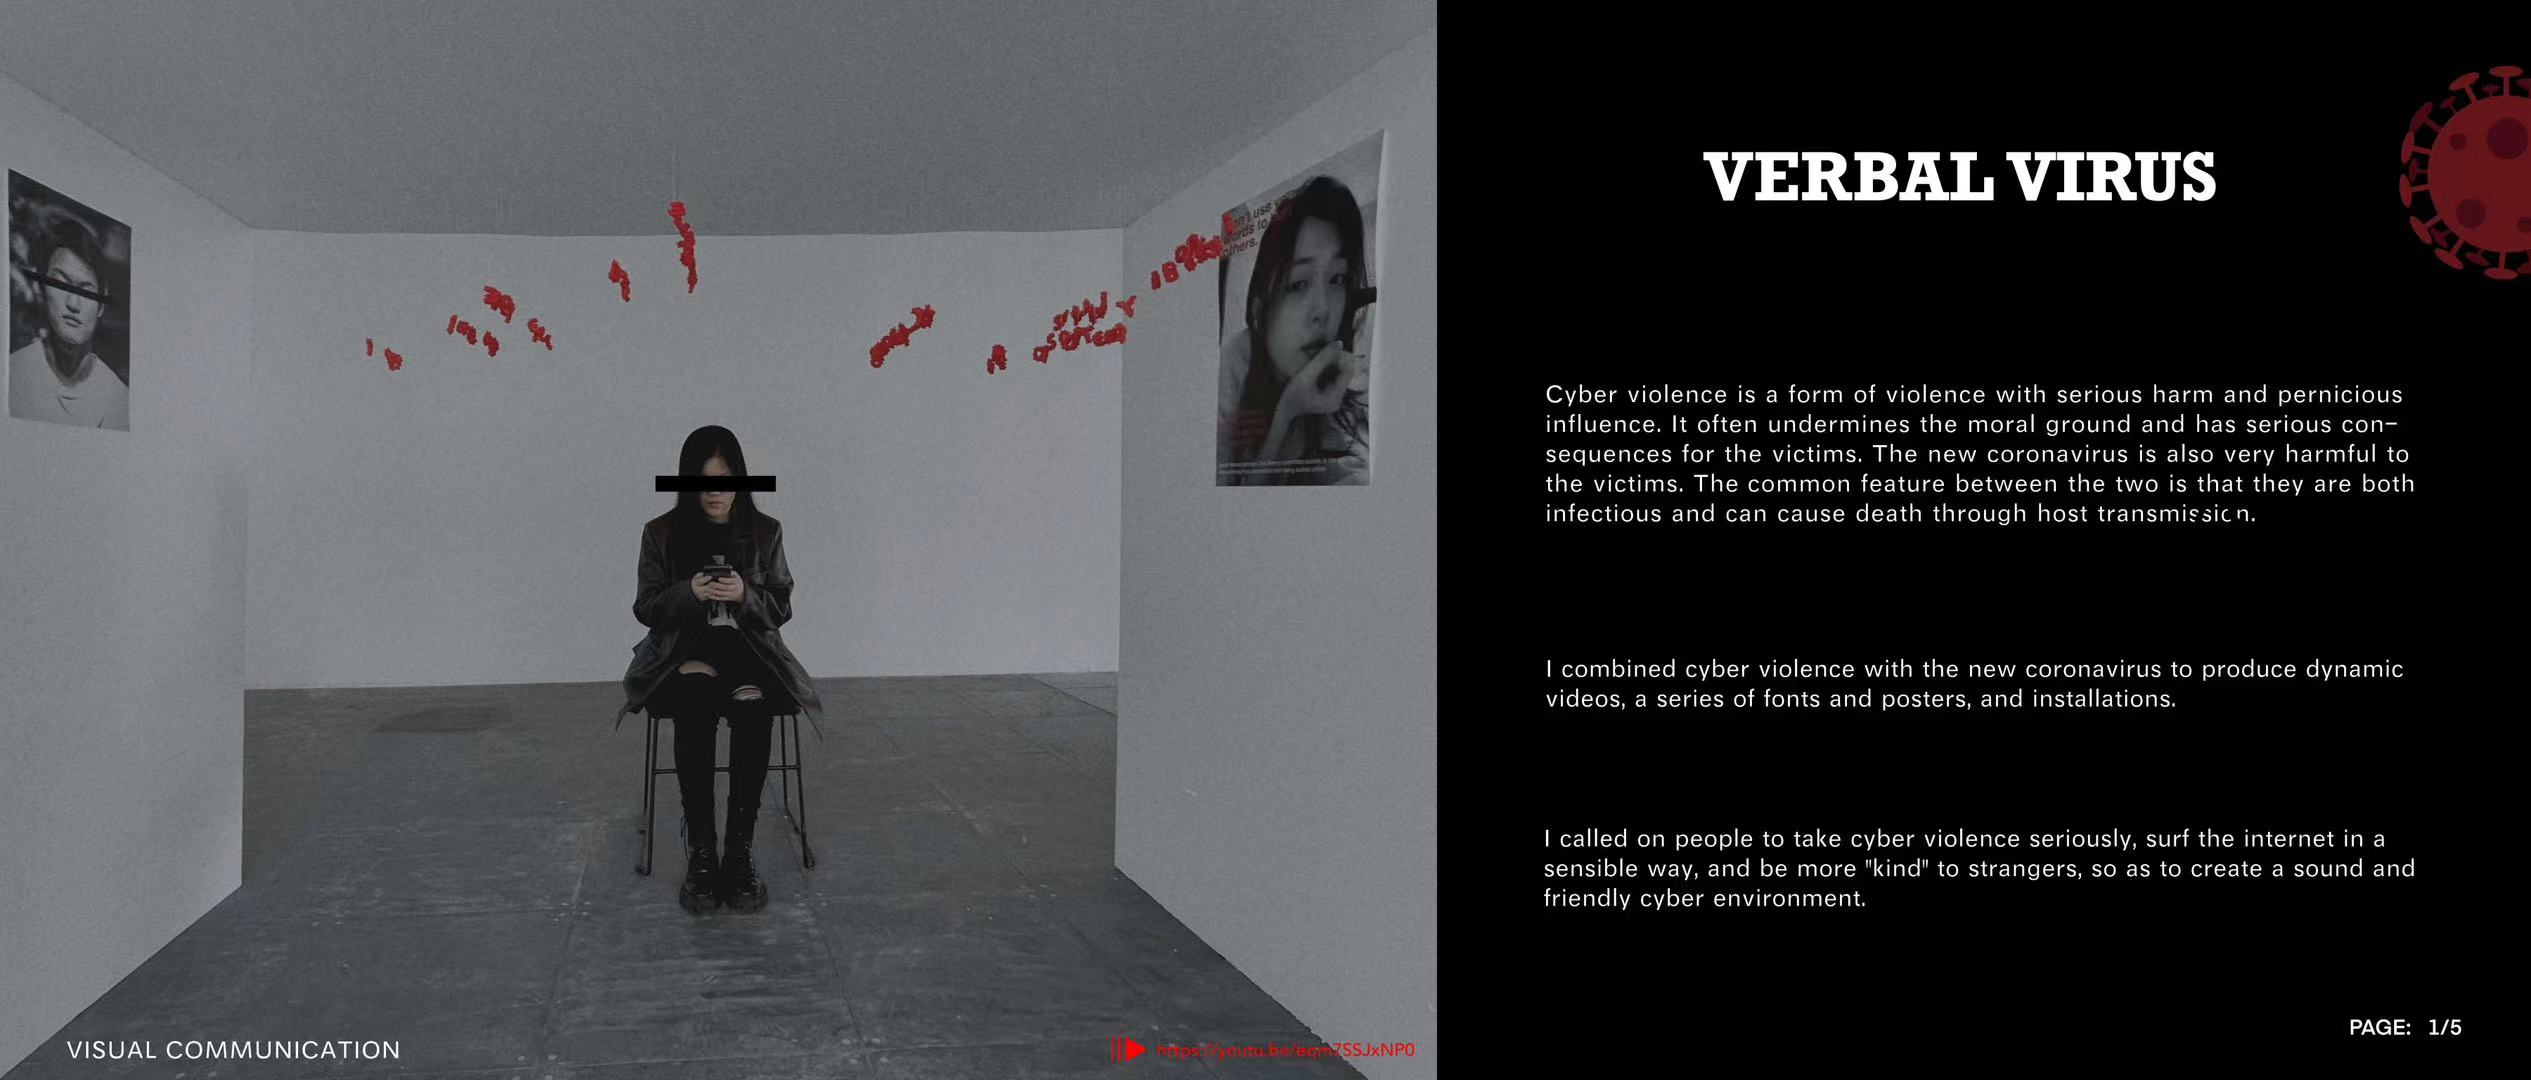 VERBAL VIRUS
Cyber violence is a form of violence with serious harm and pernicious
influence. It often undermines the moral ground and has serious con-
sequences for the victims. The new coronavirus is also very harmful to
the victims. The common feature between the two is that they are both
infectious and can cause death through host transmission.
I combined cyber violence with the new coronavirus to produce dynamic
videos, a series of fonts and posters, and installations.
I called on people to take cyber violence seriously, surf the internet in a
sensible way, and be more "kind" to strangers, so as to create a sound and
friendly cyber environment.
use
words to
others.
VISUAL COMMUNICATION
https://youtu.be/eqm7SSJxNP0
PAGE: 1/5